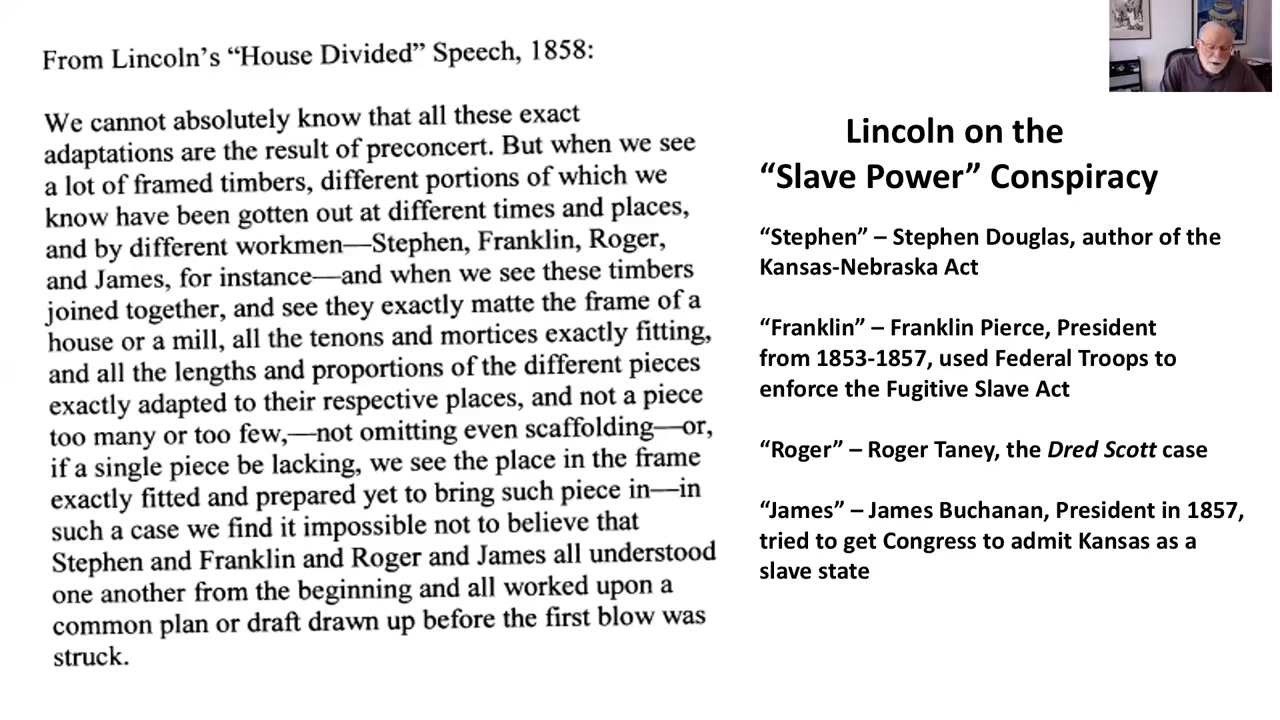 From Lincoln's “House Divided” Speech, 1858:
We cannot absolutely know that all these exact
adaptations are the result of preconcert. But when we see
a lot of framed timbers, different portions of which we
know have been gotten out at different times and places,
and by different workmen—Stephen, Franklin, Roger,
and James, for instance—and when we see these timbers
joined together, and see they exactly matte the frame of a
house or a mill, all the tenons and mortices exactly fitting,
and all the lengths and proportions of the different pieces
exactly adapted to their respective places, and not a piece
too many or too few,—not omitting even scaffolding—or,
if a single piece be lacking, we see the place in the frame
exactly fitted and prepared yet to bring such piece in—in
such a case we find it impossible not to believe that
Stephen and Franklin and Roger and James all understood
one another from the beginning and all worked upon a
common plan or draft drawn up before the first blow was
struck.
Lincoln on the
“Slave Power” Conspiracy
“Stephen” – Stephen Douglas, author of the
Kansas-Nebraska Act
“Franklin” – Franklin Pierce, President
from 1853-1857, used Federal Troops to
enforce the Fugitive Slave Act
“Roger” – Roger Taney, the Dred Scott case
“James” – James Buchanan, President in 1857,
tried to get Congress to admit Kansas as a
slave state